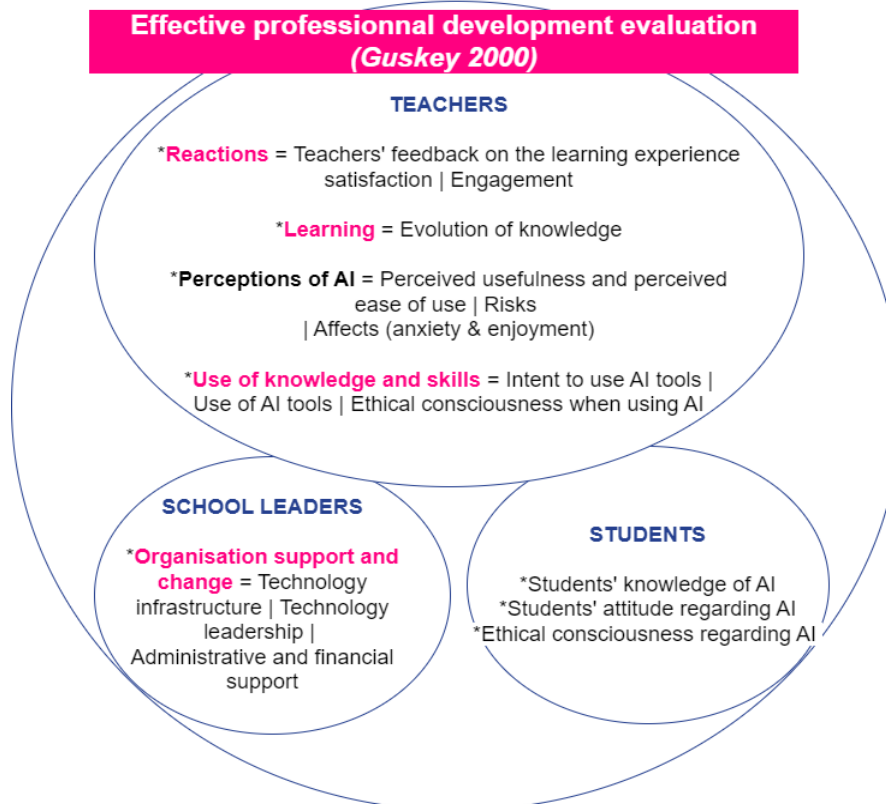 Effective professionnal development evaluation
(Guskey 2000)
TEACHERS
*Reactions = Teachers' feedback on the learning experience
satisfaction | Engagement
*Learning = Evolution of knowledge
*Perceptions of AI = Perceived usefulness and perceived
ease of use | Risks
| Affects (anxiety & enjoyment)
*Use of knowledge and skills = Intent to use AI tools |
Use of AI tools | Ethical consciousness when using AI
SCHOOL LEADERS
*Organisation support and
change = Technology
infrastructure | Technology
leadership |
Administrative and financial
support
STUDENTS
*Students' knowledge of AI
*Students' attitude regarding AI
*Ethical consciousness regarding AI